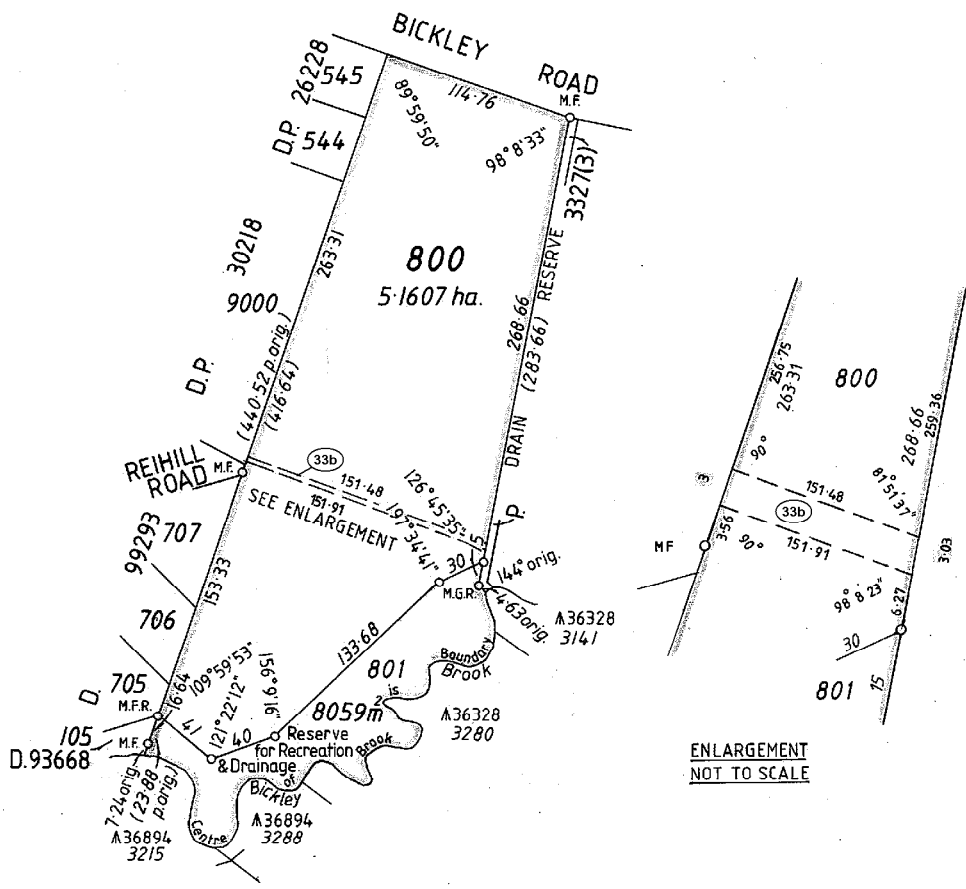 BICKLEY
ROAD
M.F.
D.P. 26228
545
544
114.76
89°59'50"
98°8'33"
3327(3)
D.P. 30218
9000
263.31
800
5.1607 ha.
268.66
(283.66)
DRAIN RESERVE
(440.52 p.orig.)
(416.64)
REIHILL
ROAD
M.F.
33b
151.48
151.91
SEE ENLARGEMENT
126°45'35"
197°34'41"
30
15
P.
144° orig.
M.G.R.
4.63 orig.
A36328
3141
D. 99293
707
706
705
153.33
16.64
109°59'53"
121°22'12"
156°9'16"
133.68
801
8059m²
Boundary is
Centre of Bickley Brook
Brook
A36328
3280
M.F.R.
105
D.93668
M.F.
41
40
Reserve
for Recreation
& Drainage
7.24 orig.
(23.88
p.orig.)
A36894
3215
A36894
3288
256.75
263.31
800
268.66
259.36
90°
81°51'37"
3
151.48
33b
3.56
90°
151.91
3.03
M F
98°8'23"
6.27
30
801
15
ENLARGEMENT
NOT TO SCALE